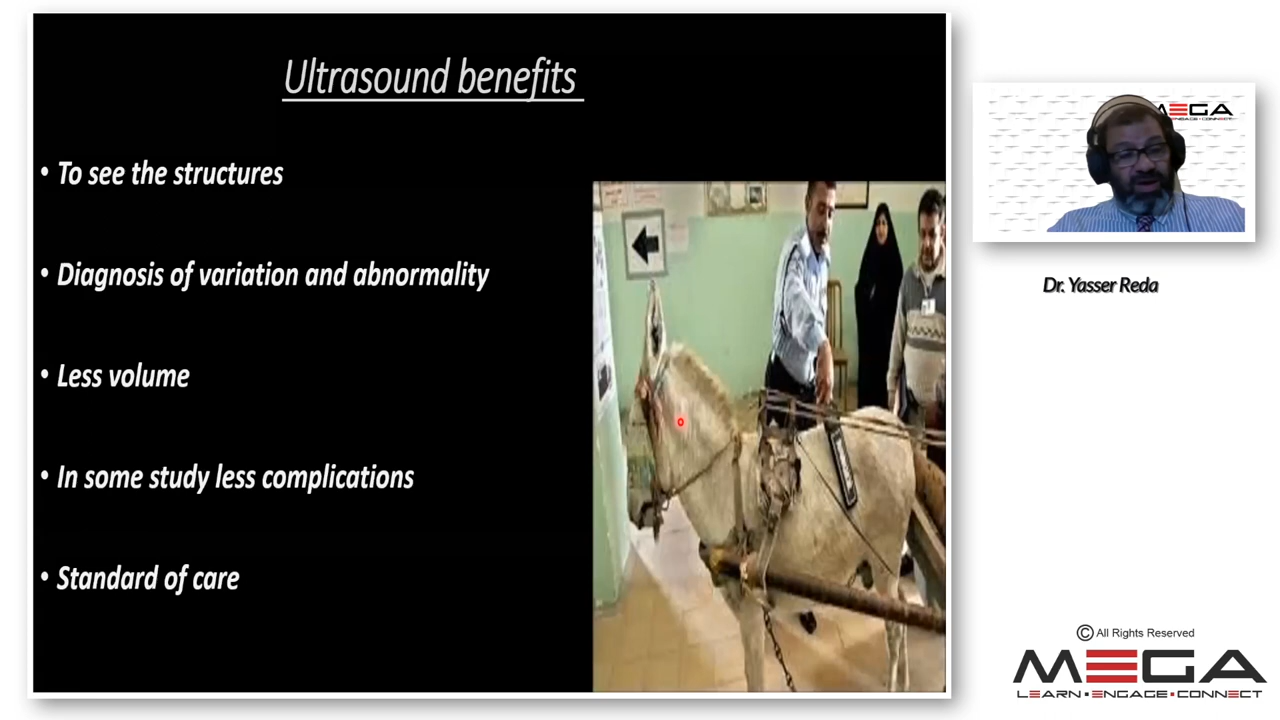 Ultrasound benefits
• To see the structures
• Diagnosis of variation and abnormality
• Less volume
• In some study less complications
• Standard of care
MEGA
Dr. Yasser Reda
© All Rights Reserved
MEGA
LEARN • ENGAGE • CONNECT